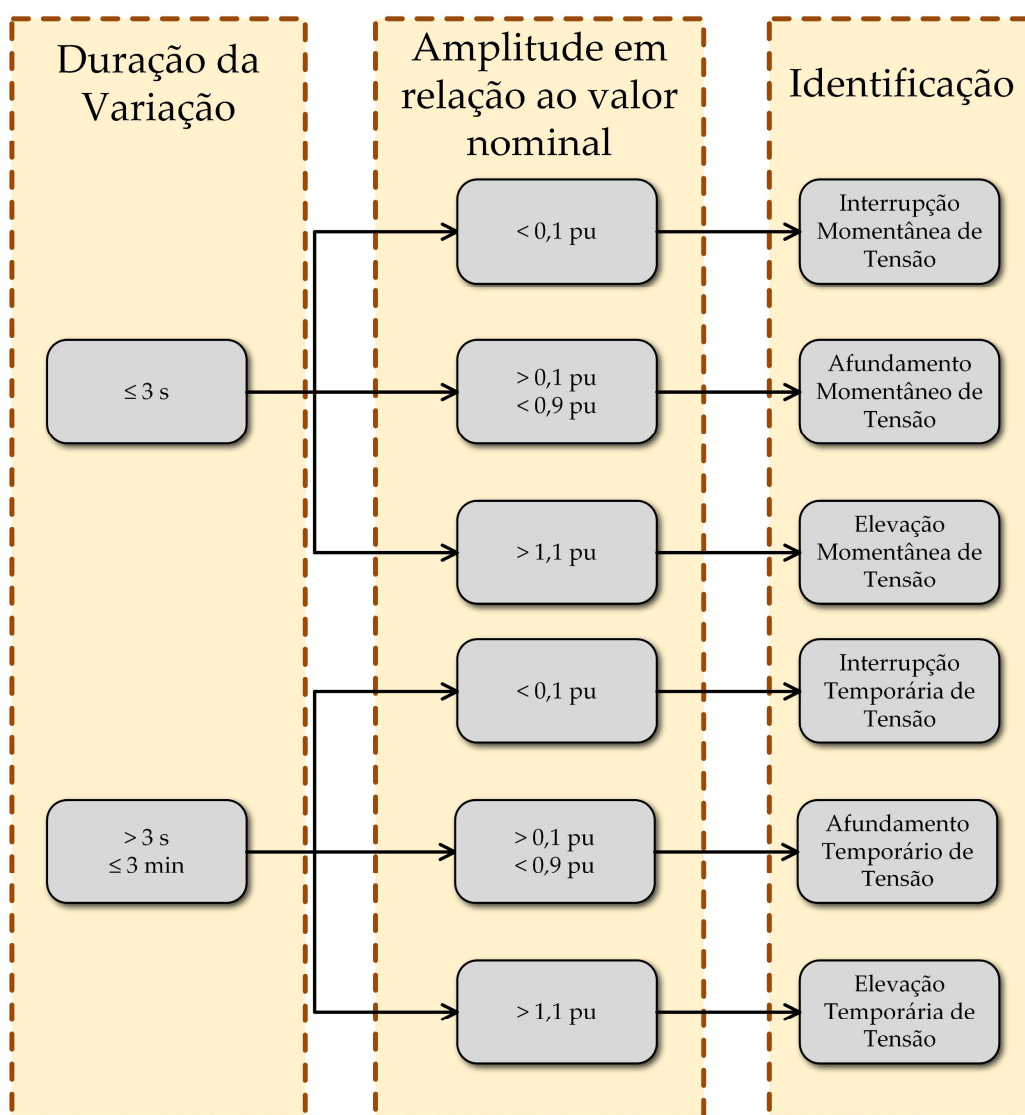 Duração da
Variação
Amplitude em
relação ao valor
nominal
Identificação
≤ 3 s
< 0,1 pu
Interrupção
Momentânea de
Tensão
> 0,1 pu
< 0,9 pu
Afundamento
Momentâneo de
Tensão
> 1,1 pu
Elevação
Momentânea de
Tensão
> 3 s
≤ 3 min
< 0,1 pu
Interrupção
Temporária de
Tensão
> 0,1 pu
< 0,9 pu
Afundamento
Temporário de
Tensão
> 1,1 pu
Elevação
Temporária de
Tensão